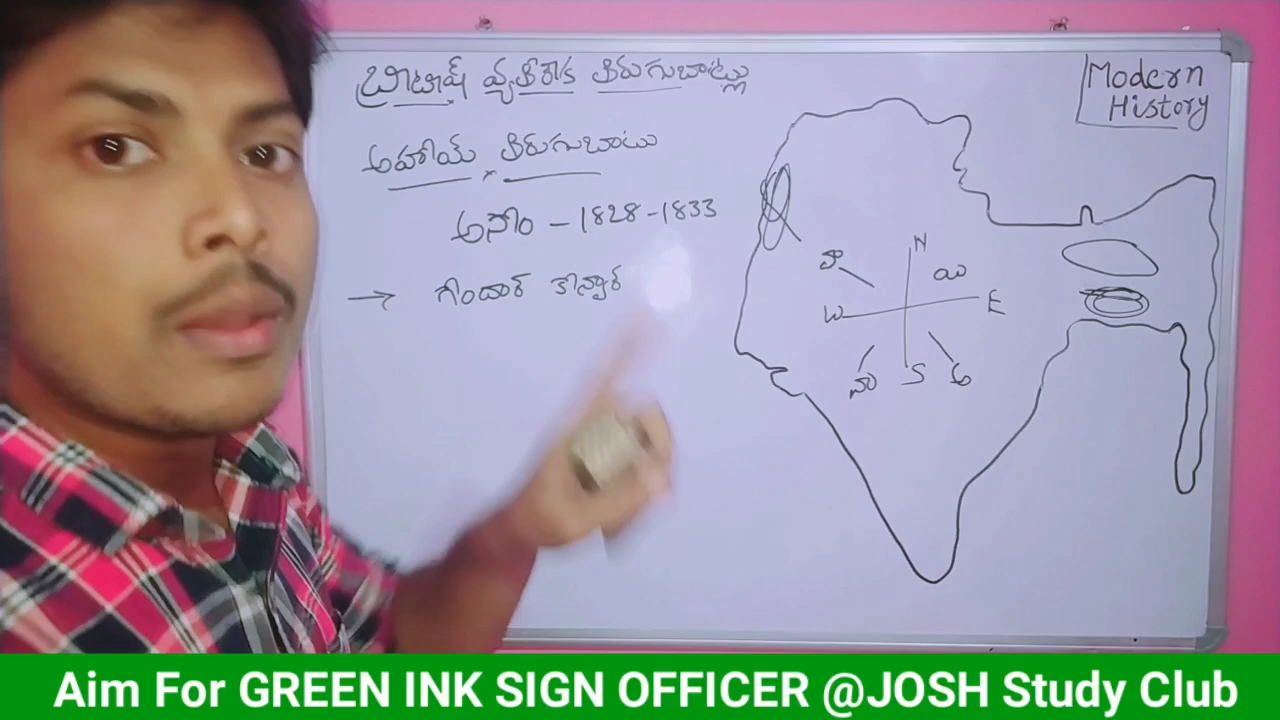 బ్రిటీష్ వ్యతిరేక తిరుగుబాట్లు
అహోమ్ తిరుగుబాటు
అసోం - 1828-1833
→ గోందార్ కొన్వార్
Modern
History
N
వా
ఈ
W
E
నై
S
ఆ
Aim For GREEN INK SIGN OFFICER @JOSH Study Club